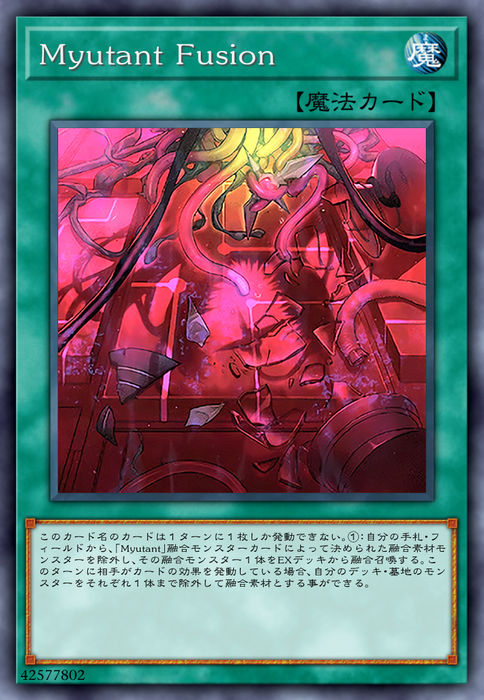 Myutant Fusion
魔
【魔法カード】
このカード名のカードは1ターンに1枚しか発動できない。①:自分の手札・フ
ィールドから、「Myutant」融合モンスターカードによって決められた融合素材モ
ンスターを除外し、その融合モンスター1体をEXデッキから融合召喚する。こ
のターンに相手がカードの効果を発動している場合、自分のデッキ・墓地のモン
スターをそれぞれ1体まで除外して融合素材とする事ができる。
42577802